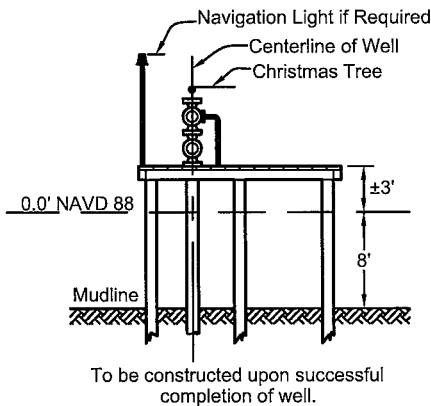 Navigation Light if Required
Centerline of Well
Christmas Tree
±3'
0.0' NAVD 88
8'
Mudline
To be constructed upon successful
completion of well.